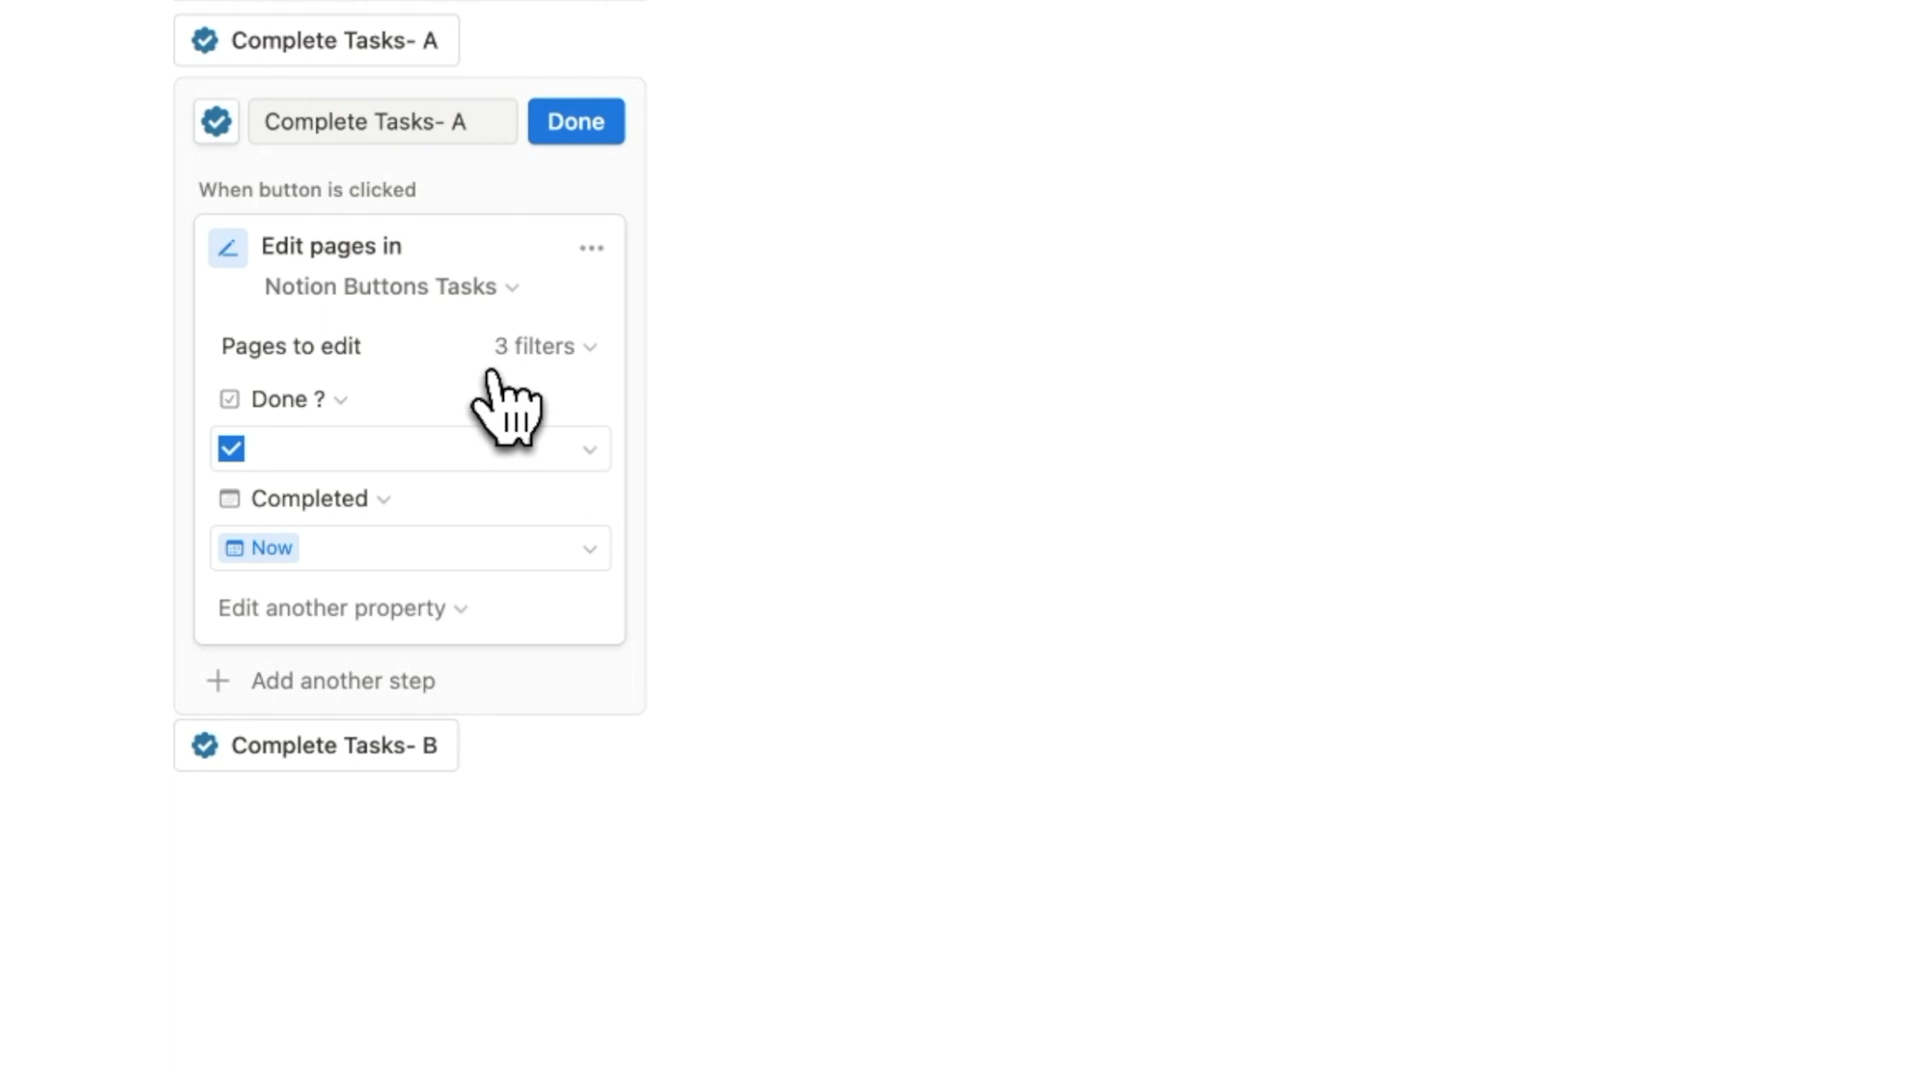 Complete Tasks- A
Complete Tasks- A
Done
When button is clicked
Edit pages in
Notion Buttons Tasks
Pages to edit
3 filters
Done ?
Completed
Now
Edit another property
Add another step
Complete Tasks- B